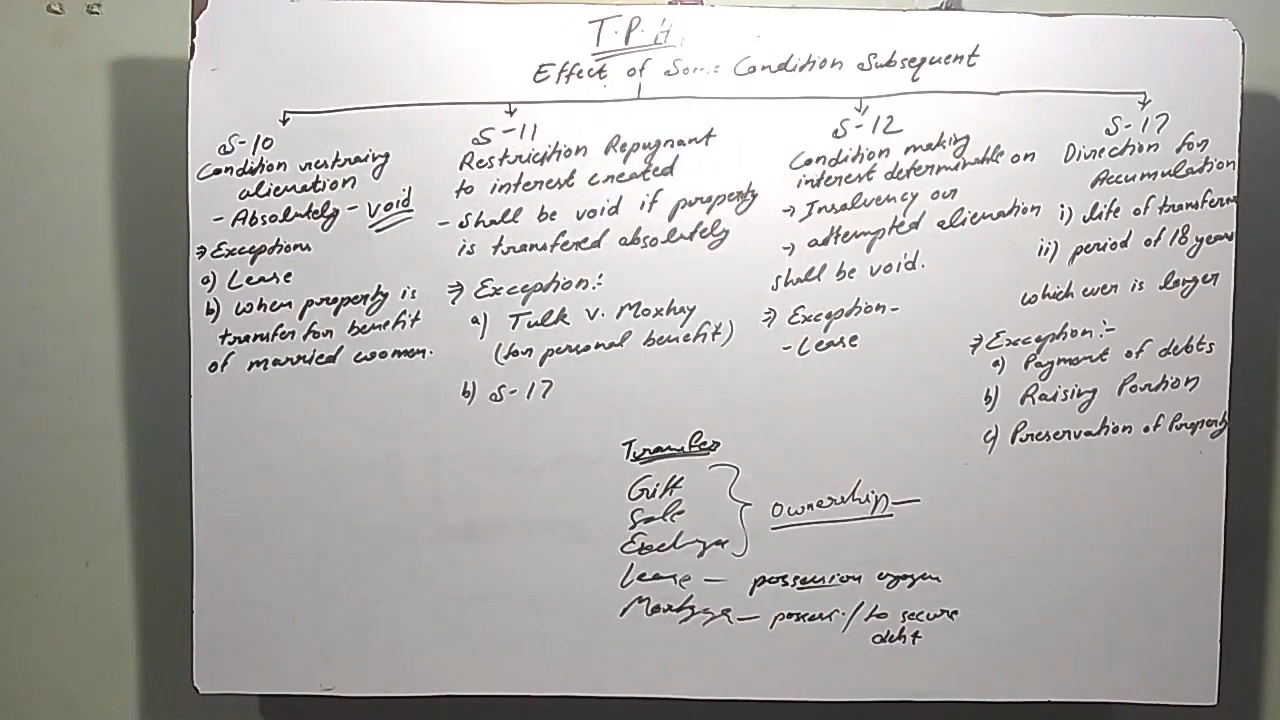 T.P.A.
Effect of Some Condition Subsequent
S-10
Condition restraing
alienation
- Absolutely - void
⇒ Exceptions
a) Lease
b) when property is
transfer for benefit
of married women.
S-11
Restricition Repugnant
to interest created
- Shall be void if property
is transfered absolutely
⇒ Exception:-
a) Tulk v. Moxhay
(for personal benefit)
b) S-17
S-12
Condition making
interest determinable on
→ Insolvency or
→ attempted alienation
shall be void.
⇒ Exception-
- Lease
S-17
Direction for
Accumulation
i) life of transferor
ii) period of 18 years
which ever is longer
⇒ Exception:-
a) Payment of debts
b) Raising Portion
c) Preservation of Property
Transfer
Gift
Sale
Exchange
Ownership
Lease - possession
Mortgage - possess. / to secure
debt